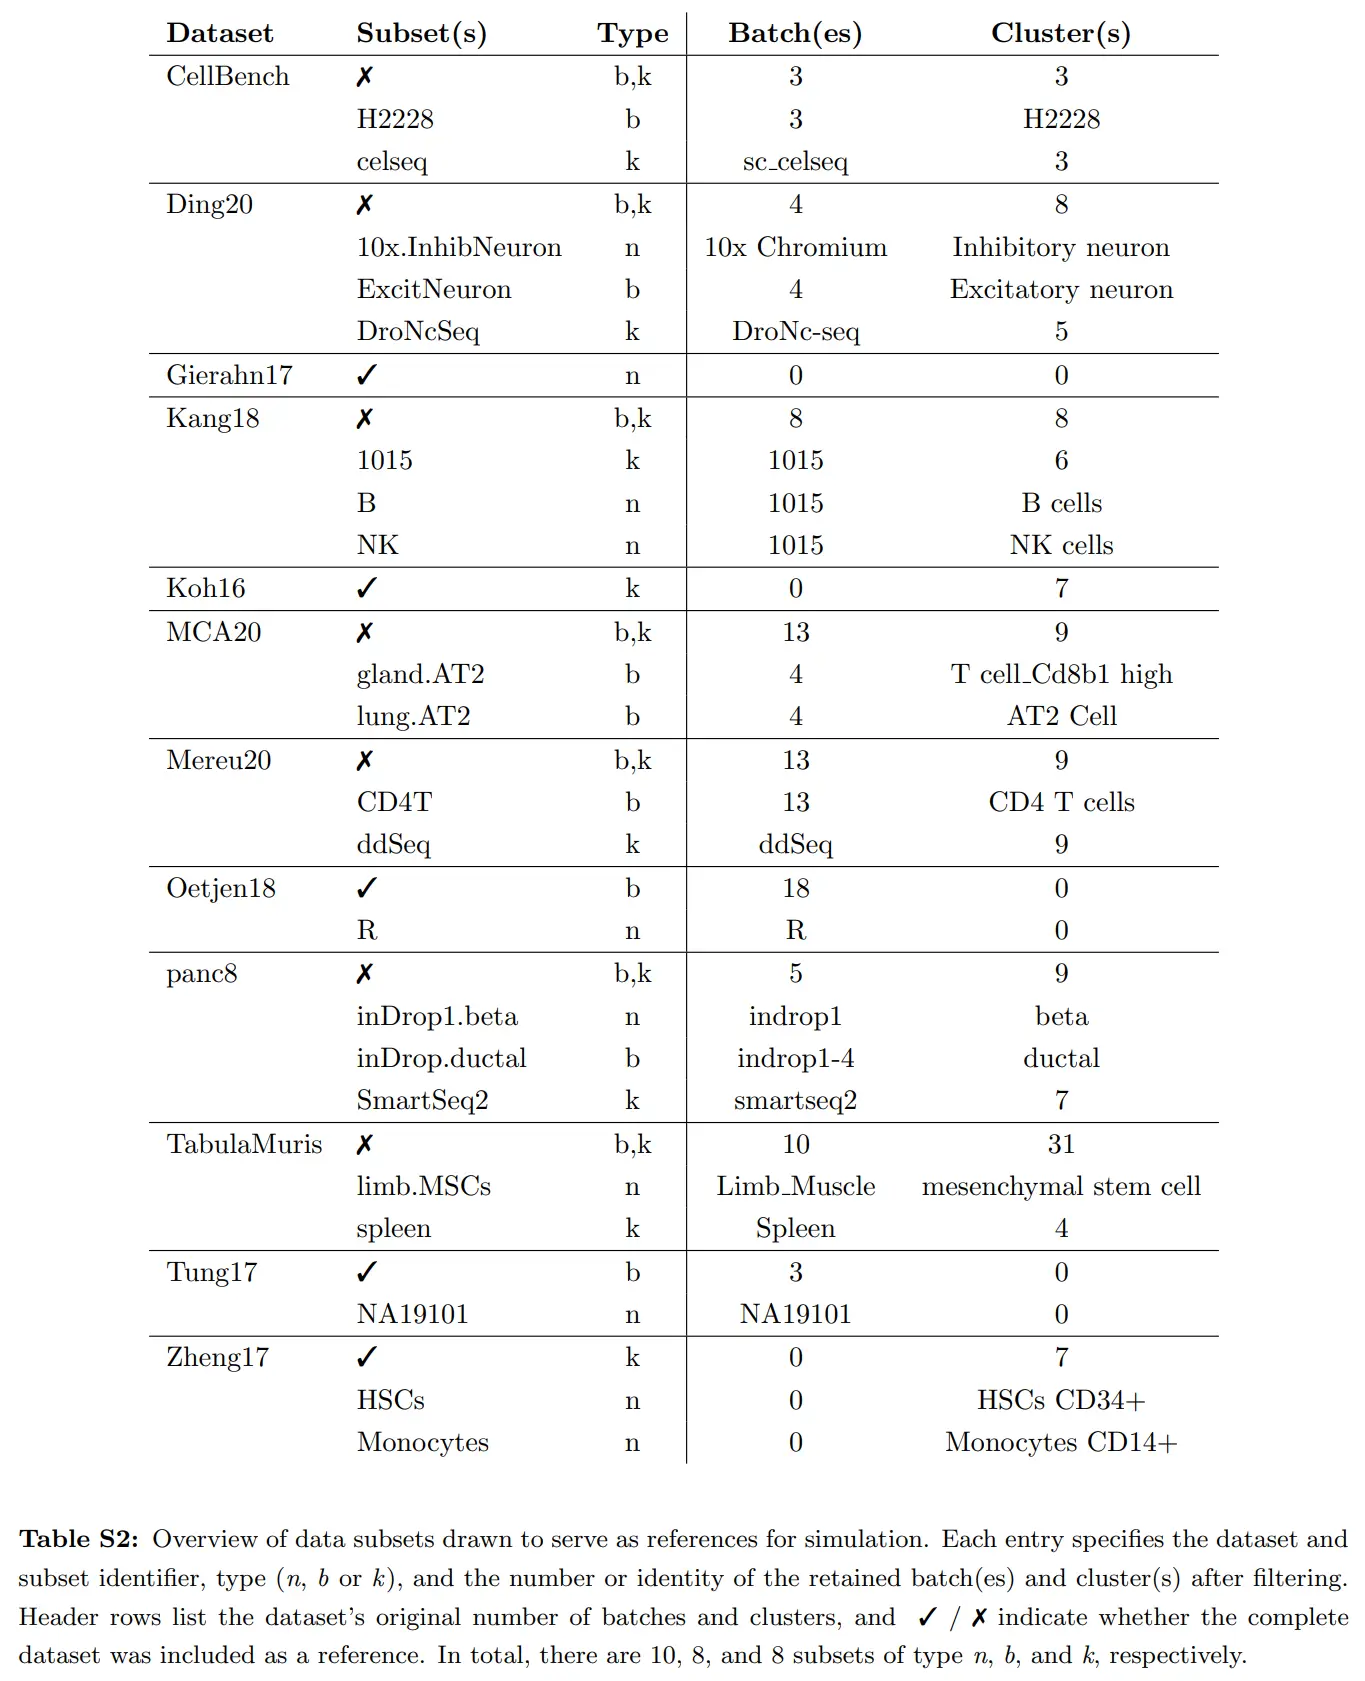 Dataset Subset(s) Type Batch(es) Cluster(s)
CellBench ✗ b,k 3 3
H2228 b 3 H2228
celseq k sc_celseq 3
Ding20 ✗ b,k 4 8
10x.InhibNeuron n 10x Chromium Inhibitory neuron
ExcitNeuron b 4 Excitatory neuron
DroNcSeq k DroNc-seq 5
Gierahn17 ✓ n 0 0
Kang18 ✗ b,k 8 8
1015 k 1015 6
B n 1015 B cells
NK n 1015 NK cells
Koh16 ✓ k 0 7
MCA20 ✗ b,k 13 9
gland.AT2 b 4 T cell_Cd8b1 high
lung.AT2 b 4 AT2 Cell
Mereu20 ✗ b,k 13 9
CD4T b 13 CD4 T cells
ddSeq k ddSeq 9
Oetjen18 ✓ b 18 0
R n R 0
panc8 ✗ b,k 5 9
inDrop1.beta n indrop1 beta
inDrop.ductal b indrop1-4 ductal
SmartSeq2 k smartseq2 7
TabulaMuris ✗ b,k 10 31
limb.MSCs n Limb_Muscle mesenchymal stem cell
spleen k Spleen 4
Tung17 ✓ b 3 0
NA19101 n NA19101 0
Zheng17 ✓ k 0 7
HSCs n 0 HSCs CD34+
Monocytes n 0 Monocytes CD14+
Table S2: Overview of data subsets drawn to serve as references for simulation. Each entry specifies the dataset and
subset identifier, type (n, b or k), and the number or identity of the retained batch(es) and cluster(s) after filtering.
Header rows list the dataset's original number of batches and clusters, and ✓ / ✗ indicate whether the complete
dataset was included as a reference. In total, there are 10, 8, and 8 subsets of type n, b, and k, respectively.